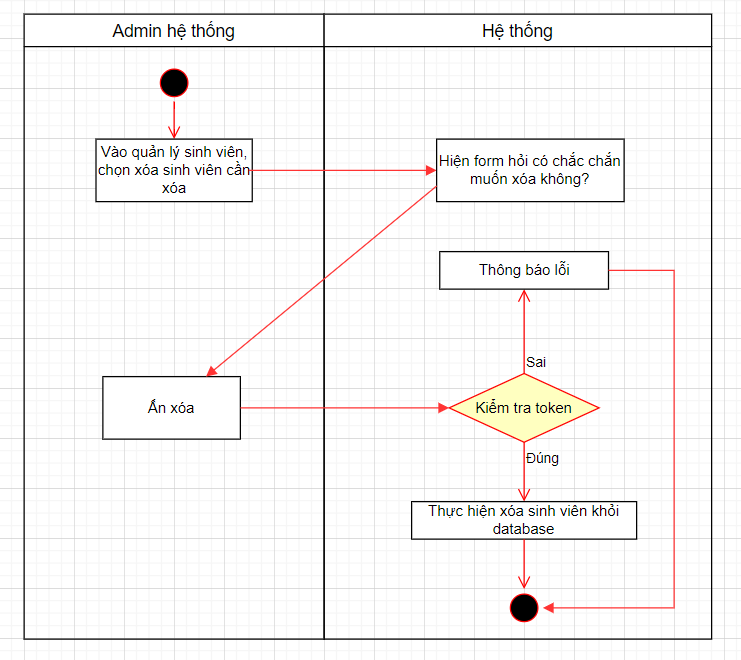 Admin hệ thống
Hệ thống
Vào quản lý sinh viên,
chọn xóa sinh viên cần
xóa
Hiện form hỏi có chắc chắn
muốn xóa không?
Thông báo lỗi
Sai
Ấn xóa
Kiểm tra token
Đúng
Thực hiện xóa sinh viên khỏi
database